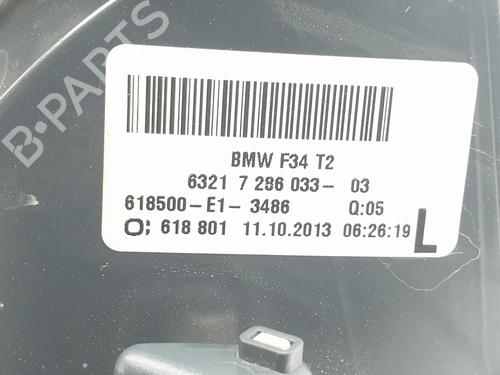 B-PARTS
BMW F34 T2
6321 7 286 033- 03
618500-E1- 3486 Q:05
O: 618 801 11.10.2013 06:26:19 L